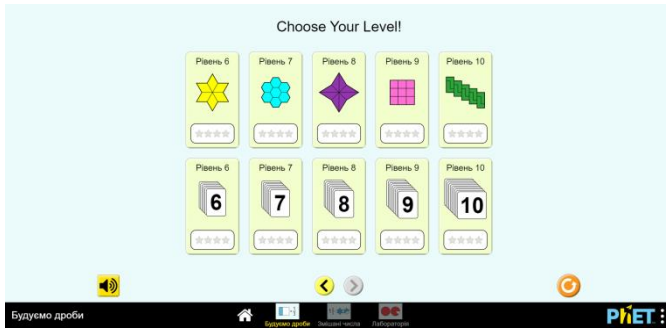 Choose Your Level!
Рівень 6 Рівень 7 Рівень 8 Рівень 9 Рівень 10
Рівень 6 Рівень 7 Рівень 8 Рівень 9 Рівень 10
6 7 8 9 10
Будуємо дроби Будуємо дроби Змішані числа Лабораторія PhET